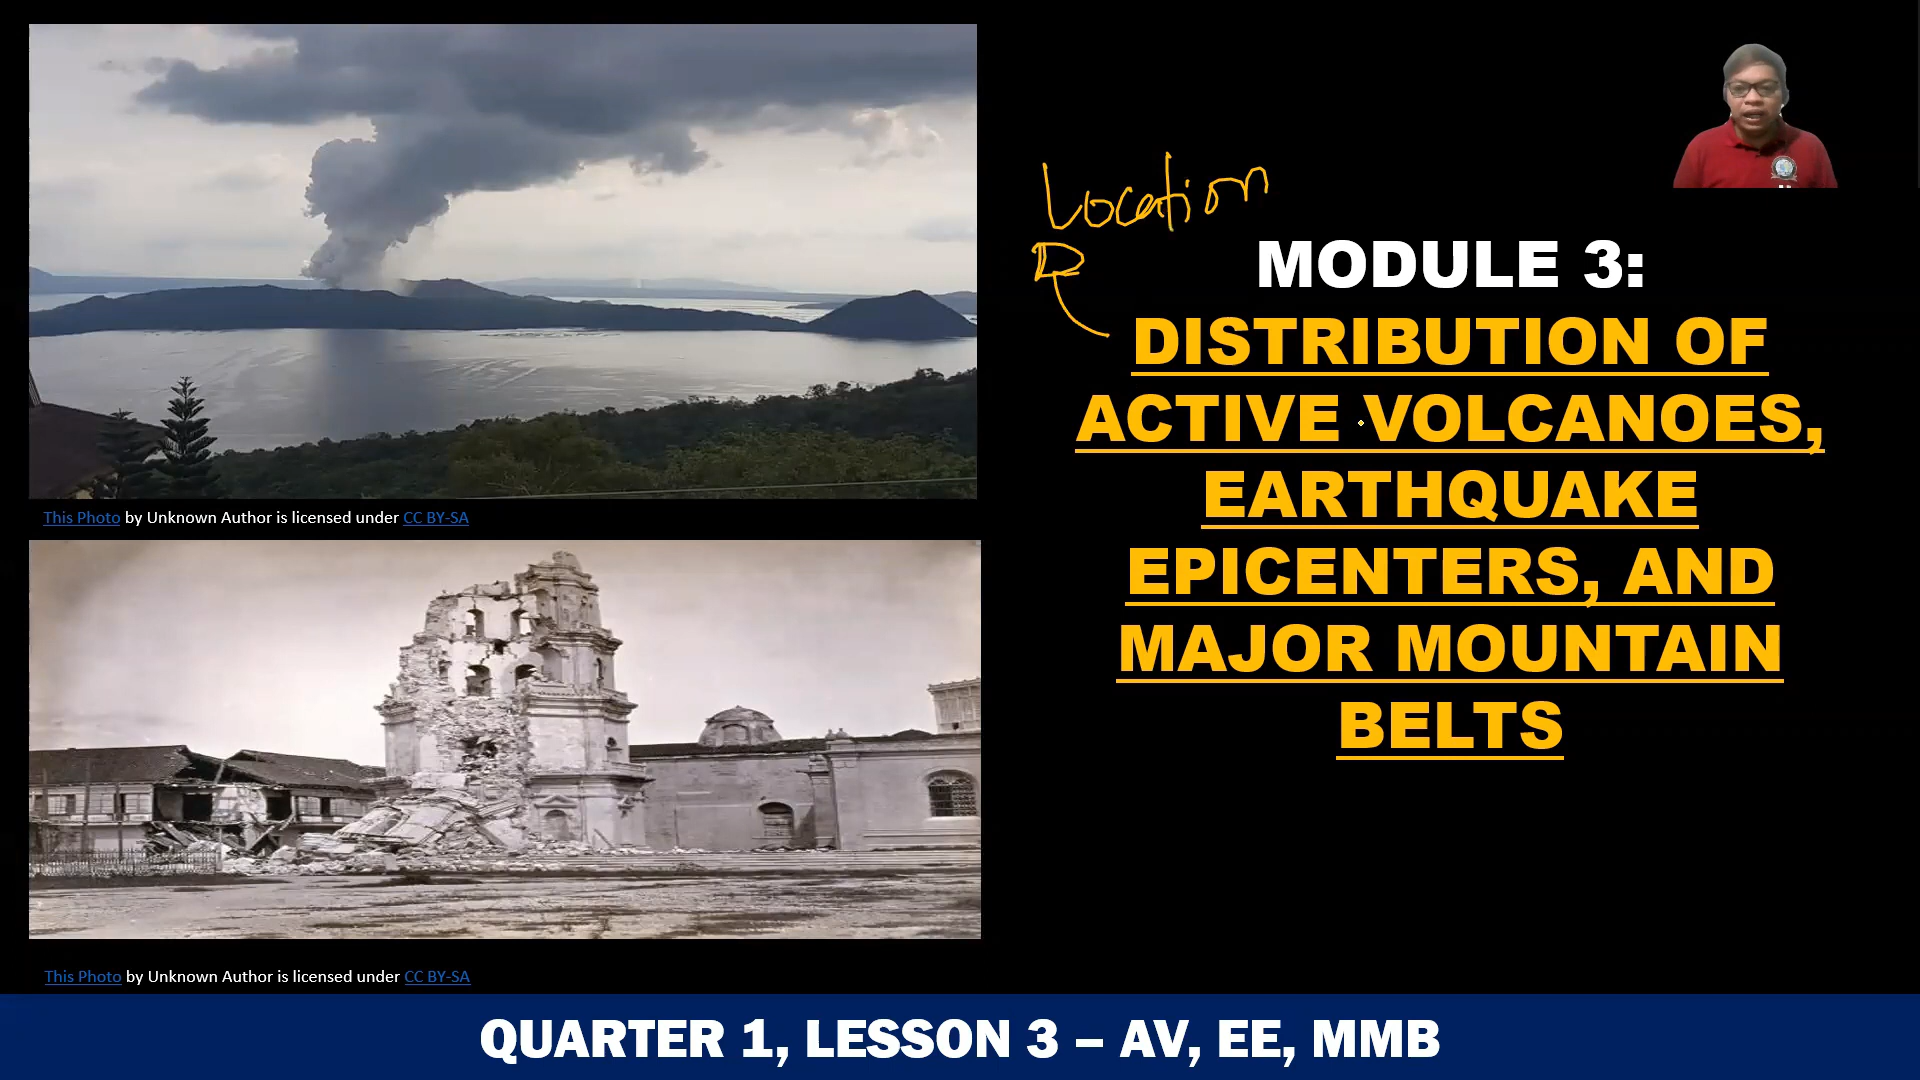 This Photo by Unknown Author is licensed under CC BY-SA
This Photo by Unknown Author is licensed under CC BY-SA
Location
MODULE 3:
DISTRIBUTION OF
ACTIVE VOLCANOES,
EARTHQUAKE
EPICENTERS, AND
MAJOR MOUNTAIN
BELTS
QUARTER 1, LESSON 3 – AV, EE, MMB